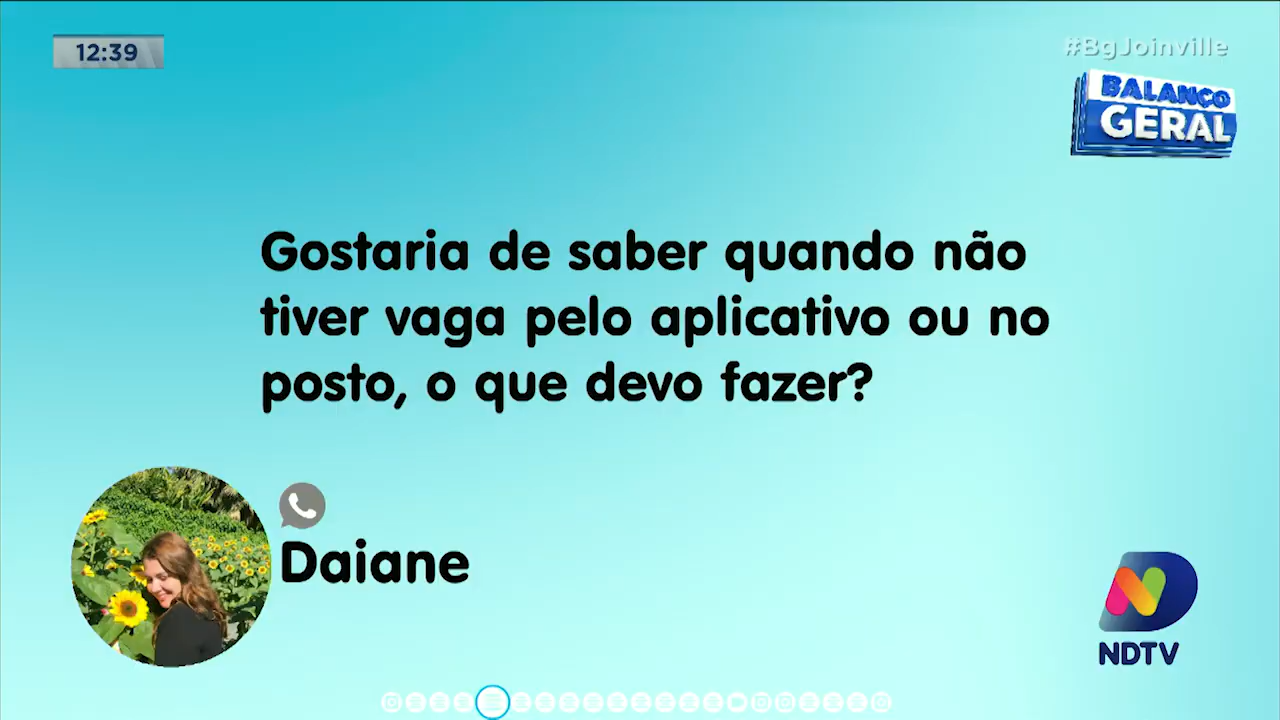 12:39
#BgJoinville
BALANÇO
GERAL
Gostaria de saber quando não
tiver vaga pelo aplicativo ou no
posto, o que devo fazer?
Daiane
NDTV